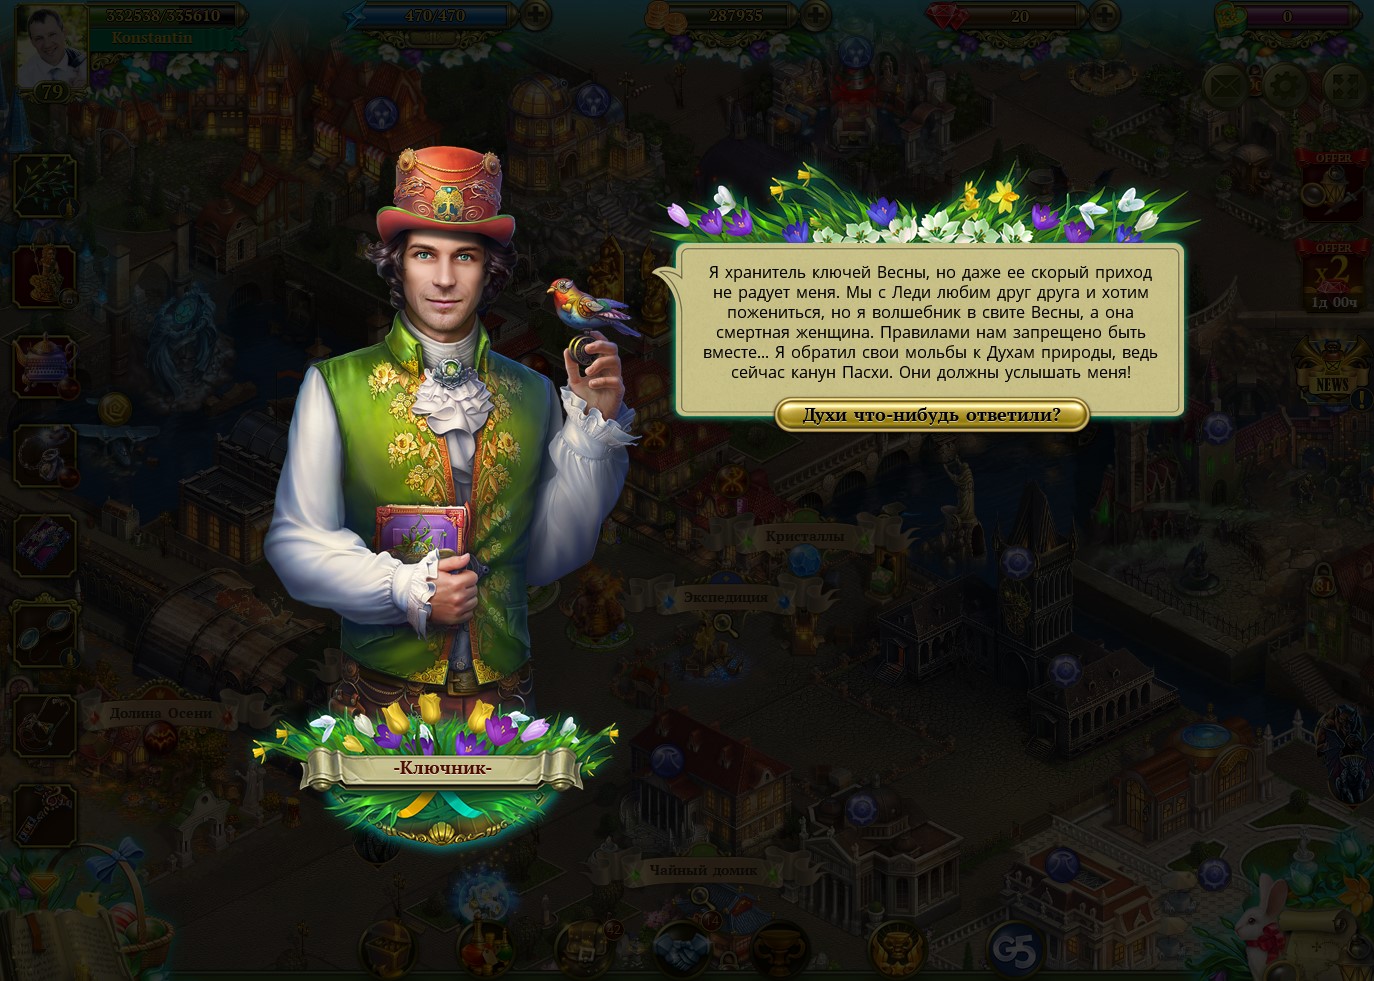 332538/335610
470/470
287935
20
0
Konstantin
79
OFFER
OFFER
x2
1д 00ч
NEWS
Я хранитель ключей Весны, но даже ее скорый приход
не радует меня. Мы с Леди любим друг друга и хотим
пожениться, но я волшебник в свите Весны, а она
смертная женщина. Правилами нам запрещено быть
вместе... Я обратил свои мольбы к Духам природы, ведь
сейчас канун Пасхи. Они должны услышать меня!
Духи что-нибудь ответили?
Кристаллы
Экспедиция
31
Долина Осени
-Ключник-
Чайный домик
G5